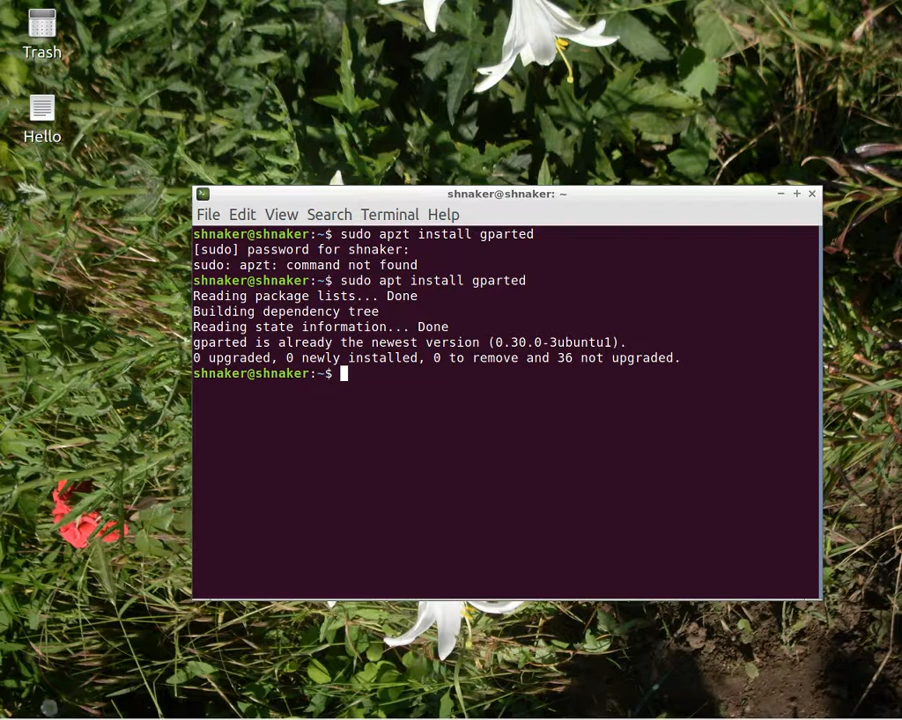 Trash
Hello
shnaker@shnaker: ~
File Edit View Search Terminal Help
shnaker@shnaker:~$ sudo apzt install gparted
[sudo] password for shnaker:
sudo: apzt: command not found
shnaker@shnaker:~$ sudo apt install gparted
Reading package lists... Done
Building dependency tree
Reading state information... Done
gparted is already the newest version (0.30.0-3ubuntu1).
0 upgraded, 0 newly installed, 0 to remove and 36 not upgraded.
shnaker@shnaker:~$